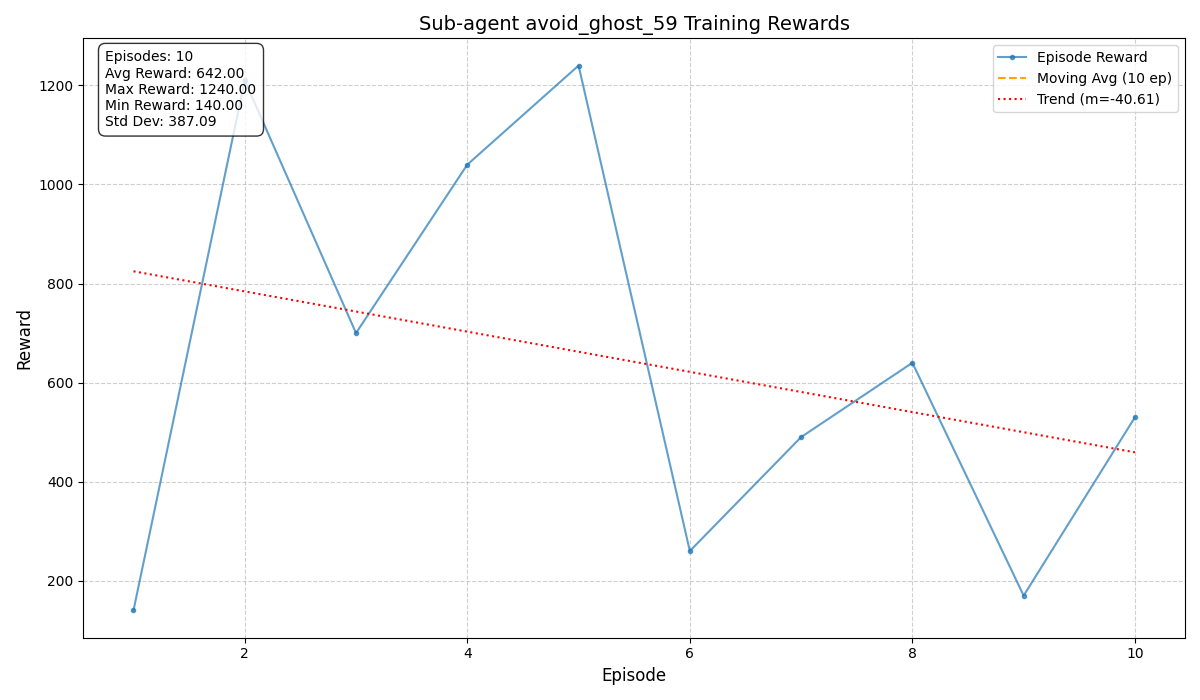 Sub-agent avoid_ghost_59 Training Rewards
Episodes: 10
Avg Reward: 642.00
Max Reward: 1240.00
Min Reward: 140.00
Std Dev: 387.09
Episode Reward
Moving Avg (10 ep)
Trend (m=-40.61)
Reward
1200
1000
800
600
400
200
2
4
6
8
10
Episode